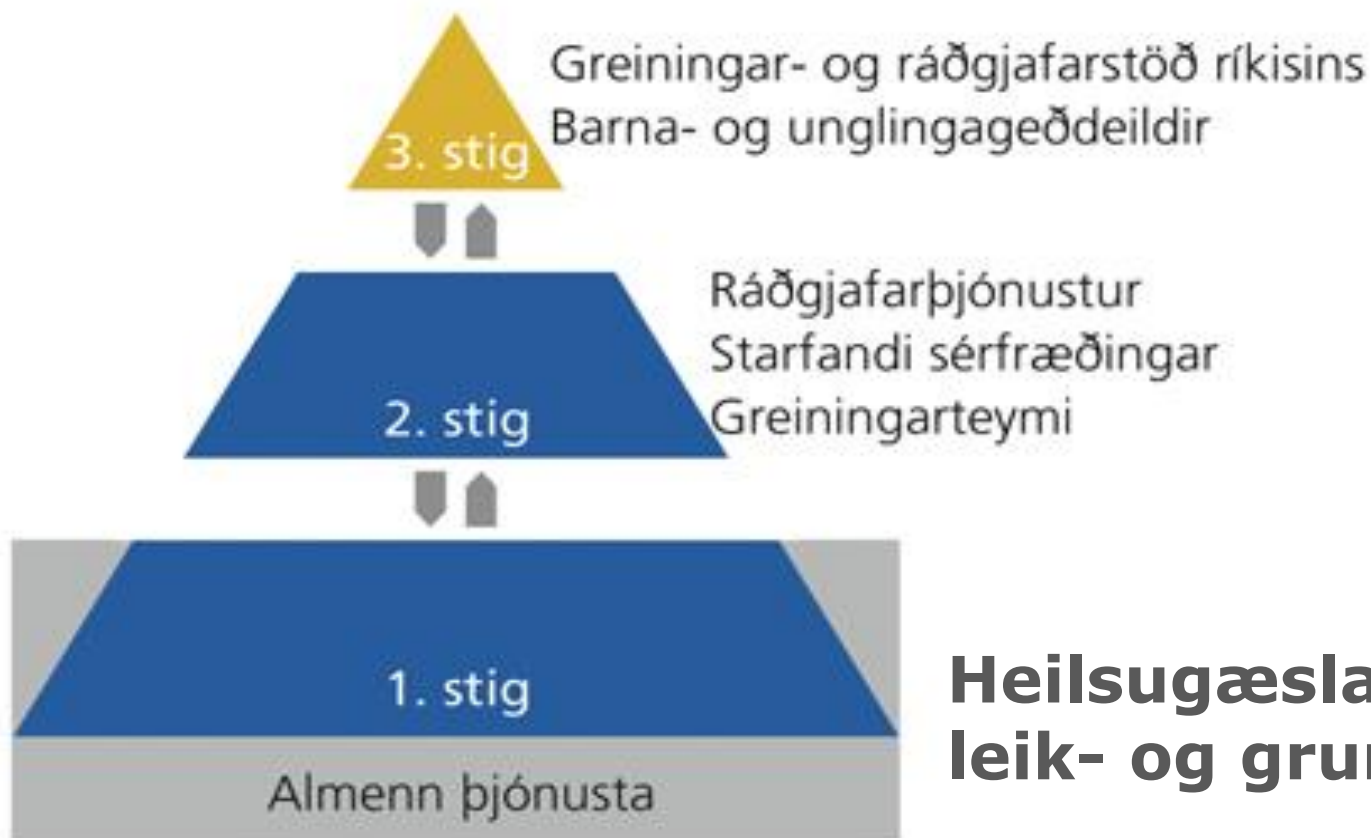 Greiningar- og ráðgjafarstöð ríkisins
Barna- og unglingageðdeildir
3. stig
Ráðgjafarþjónustur
Starfandi sérfræðingar
Greiningarteymi
2. stig
1. stig
Heilsugæsla
leik- og
Almenn þjónusta